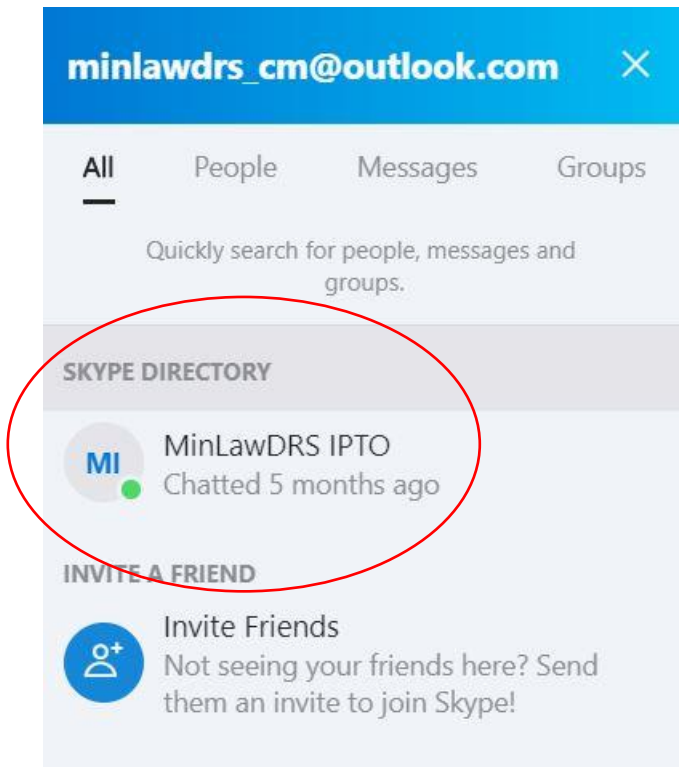 minlawdrs_cm@outlook.com
All People Messages Groups
Quickly search for people, messages and
groups.
SKYPE DIRECTORY
MI
MinLawDRS IPTO
Chatted 5 months ago
INVITE A FRIEND
Invite Friends
Not seeing your friends here? Send
them an invite to join Skype!